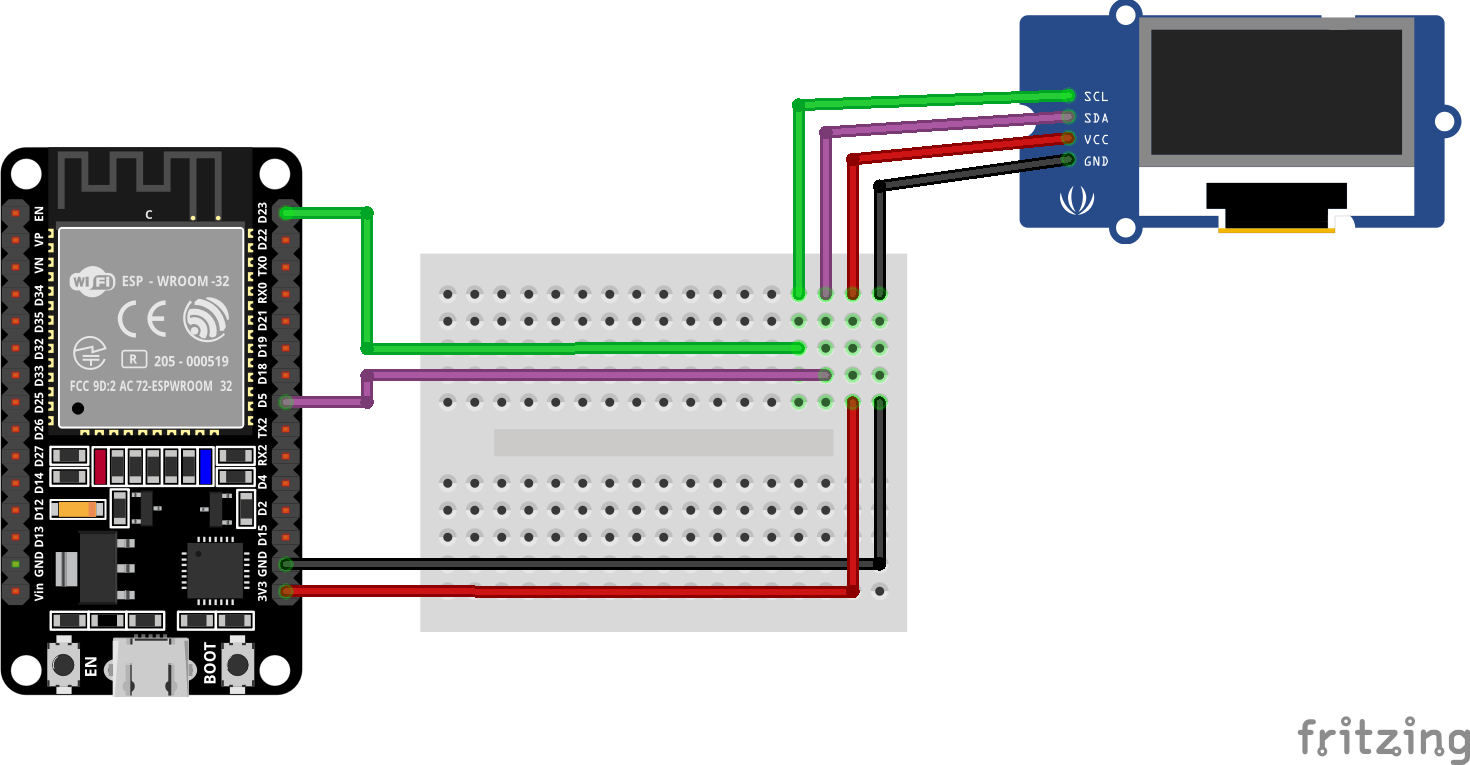 SCL
SDA
VCC
GND
C
EN
VP
VN
D34
D35
D32
D33
D25
D26
D27
D14
D12
D13
GND
Vin
D23
D22
TX0
RX0
D21
D19
D18
D5
TX2
RX2
D4
D2
D15
GND
3V3
WiFi ESP - WROOM -32
CE
R 205 - 000519
FCC 9D:2 AC 72-ESPWROOM 32
EN
BOOT
fritzing